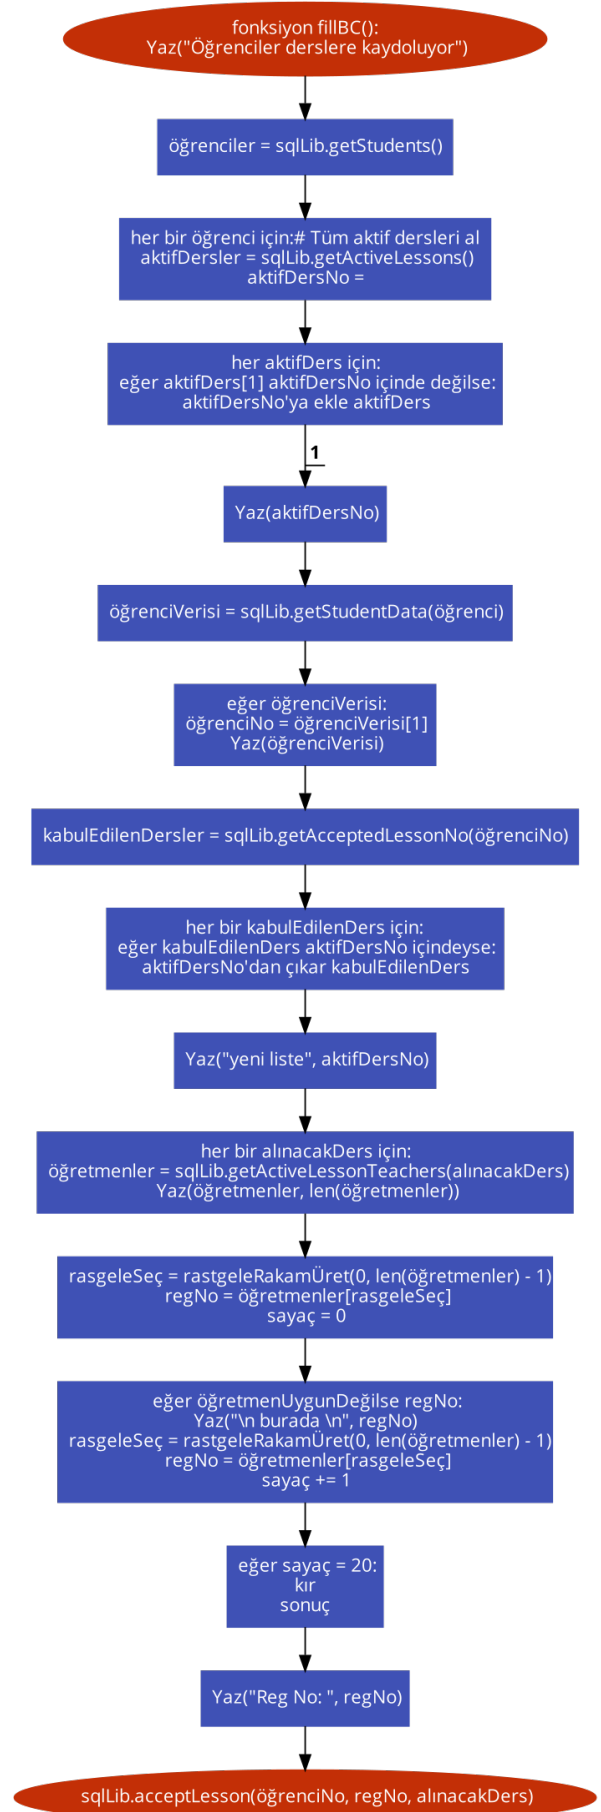 fonksiyon fillBC():
Yaz("Öğrenciler derslere kaydoluyor")
öğrenciler = sqlLib.getStudents()
her bir öğrenci için:# Tüm aktif dersleri al
aktifDersler = sqlLib.getActiveLessons()
aktifDersNo =
her aktifDers için:
eğer aktifDers[1] aktifDersNo içinde değilse:
aktifDersNo'ya ekle aktifDers
1
Yaz(aktifDersNo)
öğrenciVerisi = sqlLib.getStudentData(öğrenci)
eğer öğrenciVerisi:
öğrenciNo = öğrenciVerisi[1]
Yaz(öğrenciVerisi)
kabulEdilenDersler = sqlLib.getAcceptedLessonNo(öğrenciNo)
her bir kabulEdilenDers için:
eğer kabulEdilenDers aktifDersNo içindeyse:
aktifDersNo'dan çıkar kabulEdilenDers
Yaz("yeni liste", aktifDersNo)
her bir alınacakDers için:
öğretmenler = sqlLib.getActiveLessonTeachers(alınacakDers)
Yaz(öğretmenler, len(öğretmenler))
rasgeleSeç = rastgeleRakamÜret(0, len(öğretmenler) - 1)
regNo = öğretmenler[rasgeleSeç]
sayaç = 0
eğer öğretmenUygunDeğilse regNo:
Yaz("\n burada \n", regNo)
rasgeleSeç = rastgeleRakamÜret(0, len(öğretmenler) - 1)
regNo = öğretmenler[rasgeleSeç]
sayaç += 1
eğer sayaç = 20:
kır
sonuç
Yaz("Reg No: ", regNo)
sqlLib.acceptLesson(öğrenciNo, regNo, alınacakDers)